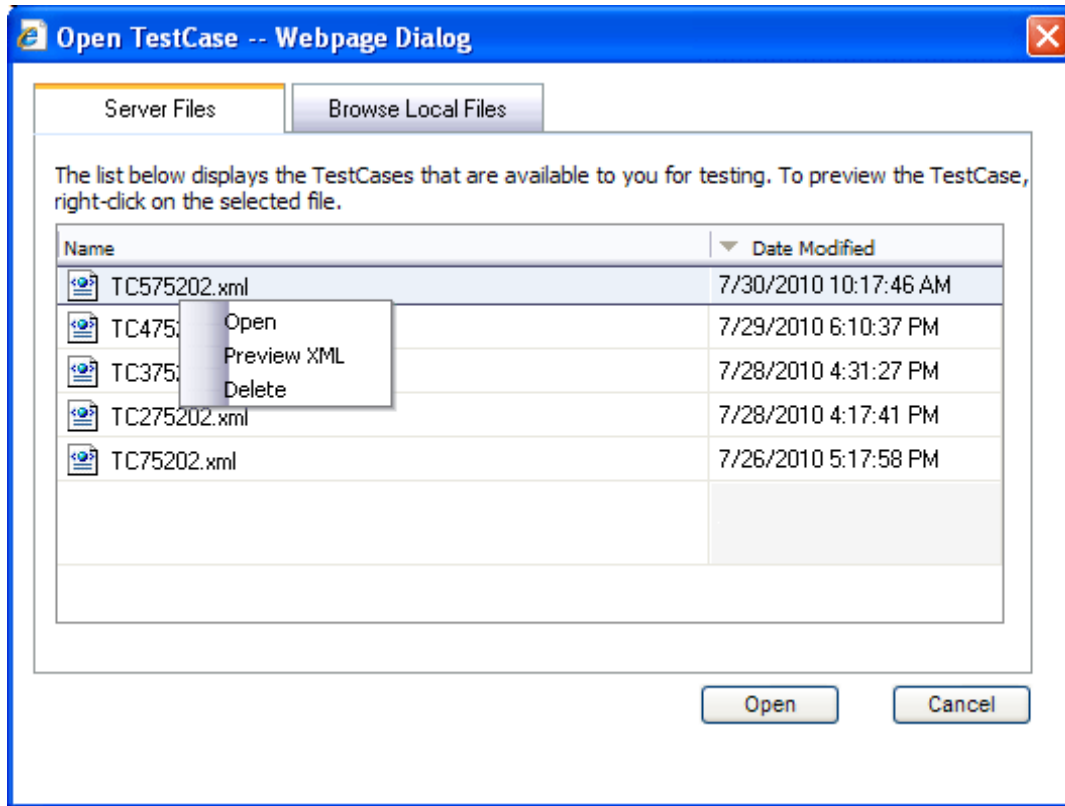 Open TestCase -- Webpage Dialog
Server Files Browse Local Files
The list below displays the TestCases that are available to you for testing. To preview the TestCase,
right-click on the selected file.
Name Date Modified
TC575202.xml 7/30/2010 10:17:46 AM
TC475 7/29/2010 6:10:37 PM
TC375 7/28/2010 4:31:27 PM
TC275202.xml 7/28/2010 4:17:41 PM
TC75202.xml 7/26/2010 5:17:58 PM
Open
Preview XML
Delete
Open Cancel